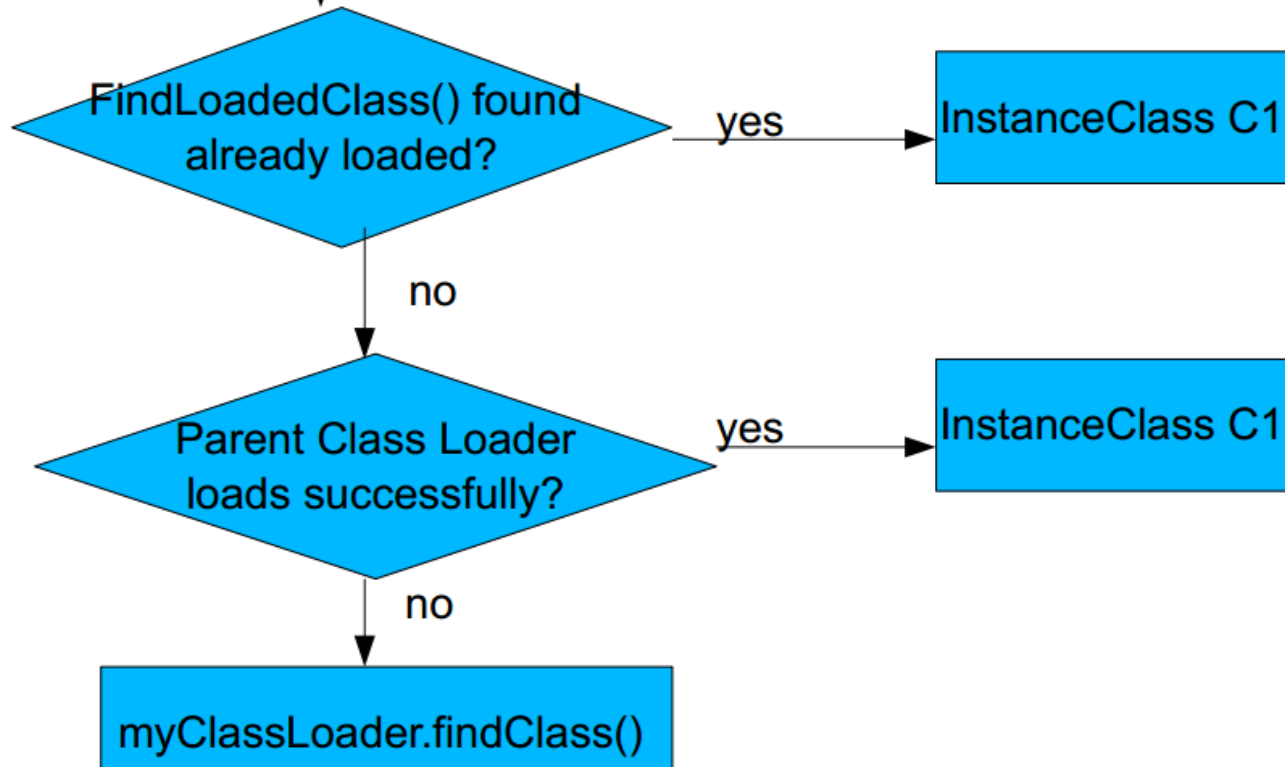 FindLoadedClass() found
already loaded?
yes
InstanceClass C1
no
Parent Class Loader
loads successfully?
yes
InstanceClass C1
no
myClassLoader.findClass()